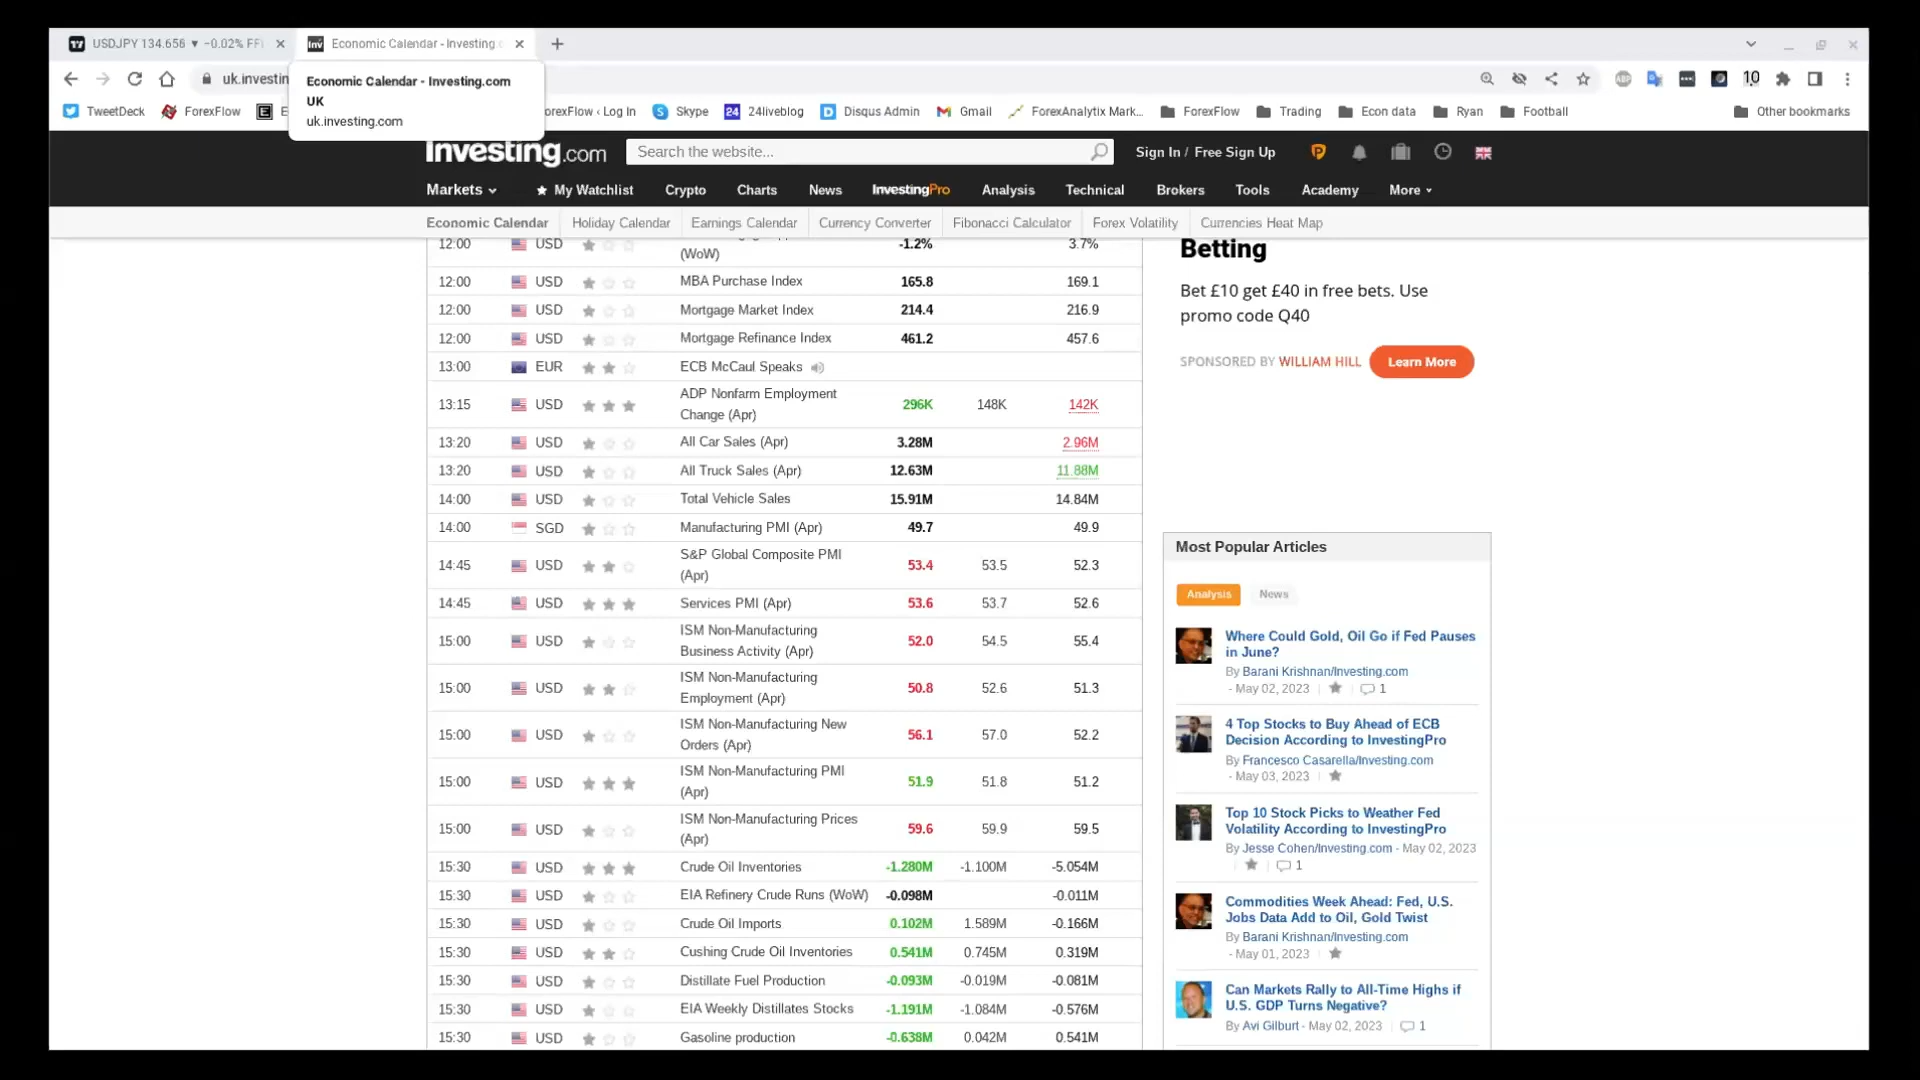 USDJPY 134.656 ▼ −0.02% FF
Economic Calendar - Investing.c
uk.investin
Economic Calendar - Investing.com
UK
uk.investing.com
10
TweetDeck ForexFlow E orexFlow ‹ Log In Skype 24 24liveblog Disqus Admin Gmail ForexAnalytix Mark... ForexFlow Trading Econ data Ryan Football Other bookmarks
Investing.com Search the website... Sign In / Free Sign Up
Markets My Watchlist Crypto Charts News InvestingPro Analysis Technical Brokers Tools Academy More
Economic Calendar Holiday Calendar Earnings Calendar Currency Converter Fibonacci Calculator Forex Volatility Currencies Heat Map
12:00 USD (WoW) -1.2% 3.7%
12:00 USD MBA Purchase Index 165.8 169.1
12:00 USD Mortgage Market Index 214.4 216.9
12:00 USD Mortgage Refinance Index 461.2 457.6
13:00 EUR ECB McCaul Speaks
13:15 USD ADP Nonfarm Employment Change (Apr) 296K 148K 142K
13:20 USD All Car Sales (Apr) 3.28M 2.96M
13:20 USD All Truck Sales (Apr) 12.63M 11.88M
14:00 USD Total Vehicle Sales 15.91M 14.84M
14:00 SGD Manufacturing PMI (Apr) 49.7 49.9
14:45 USD S&P Global Composite PMI (Apr) 53.4 53.5 52.3
14:45 USD Services PMI (Apr) 53.6 53.7 52.6
15:00 USD ISM Non-Manufacturing Business Activity (Apr) 52.0 54.5 55.4
15:00 USD ISM Non-Manufacturing Employment (Apr) 50.8 52.6 51.3
15:00 USD ISM Non-Manufacturing New Orders (Apr) 56.1 57.0 52.2
15:00 USD ISM Non-Manufacturing PMI (Apr) 51.9 51.8 51.2
15:00 USD ISM Non-Manufacturing Prices (Apr) 59.6 59.9 59.5
15:30 USD Crude Oil Inventories -1.280M -1.100M -5.054M
15:30 USD EIA Refinery Crude Runs (WoW) -0.098M -0.011M
15:30 USD Crude Oil Imports 0.102M 1.589M -0.166M
15:30 USD Cushing Crude Oil Inventories 0.541M 0.745M 0.319M
15:30 USD Distillate Fuel Production -0.093M -0.019M -0.081M
15:30 USD EIA Weekly Distillates Stocks -1.191M -1.084M -0.576M
15:30 USD Gasoline production -0.638M 0.042M 0.541M
Betting
Bet £10 get £40 in free bets. Use
promo code Q40
SPONSORED BY WILLIAM HILL Learn More
Most Popular Articles
Analysis News
Where Could Gold, Oil Go if Fed Pauses
in June?
By Barani Krishnan/Investing.com
- May 02, 2023 1
4 Top Stocks to Buy Ahead of ECB
Decision According to InvestingPro
By Francesco Casarella/Investing.com
- May 03, 2023
Top 10 Stock Picks to Weather Fed
Volatility According to InvestingPro
By Jesse Cohen/Investing.com - May 02, 2023
1
Commodities Week Ahead: Fed, U.S.
Jobs Data Add to Oil, Gold Twist
By Barani Krishnan/Investing.com
- May 01, 2023
Can Markets Rally to All-Time Highs if
U.S. GDP Turns Negative?
By Avi Gilburt - May 02, 2023 1